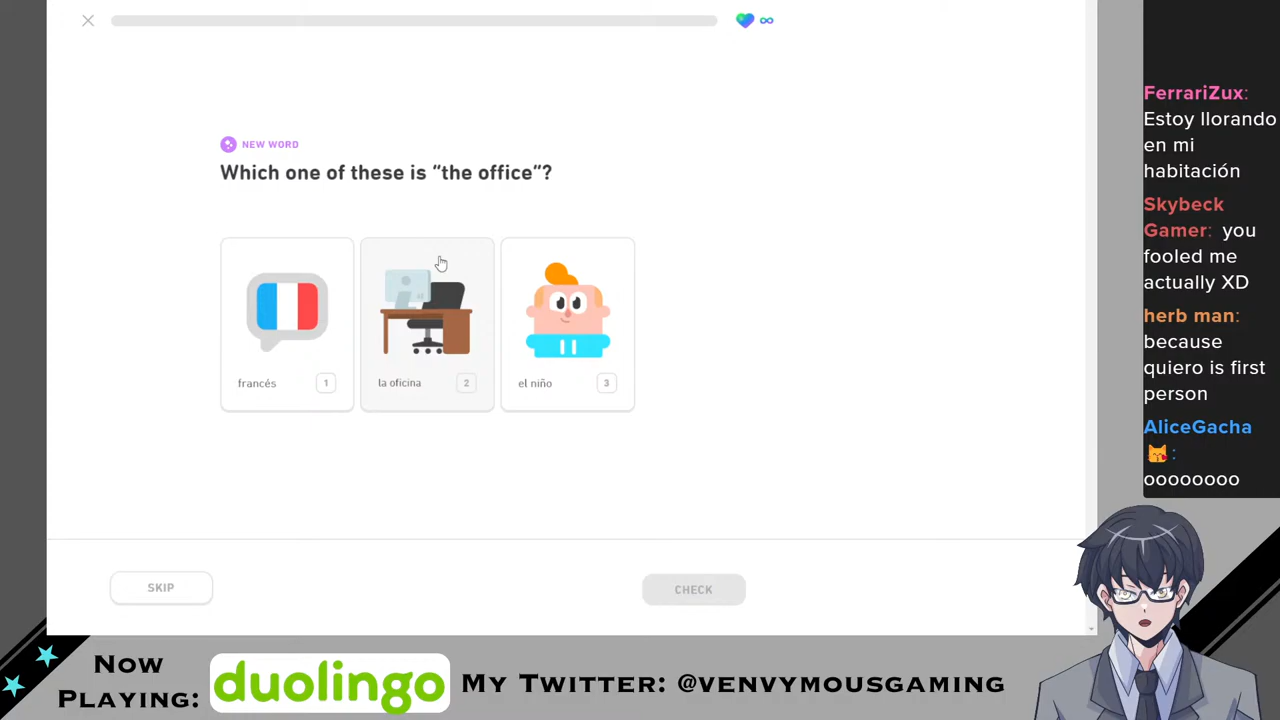 NEW WORD
Which one of these is “the office”?
francés 1
la oficina 2
el niño 3
SKIP
CHECK
FerrariZux:
Estoy llorando
en mi
habitación
Skybeck
Gamer: you
fooled me
actually XD
herb man:
because
quiero is first
person
AliceGacha
:
oooooooo
Now
Playing:
duolingo
My Twitter: @venvymousgaming